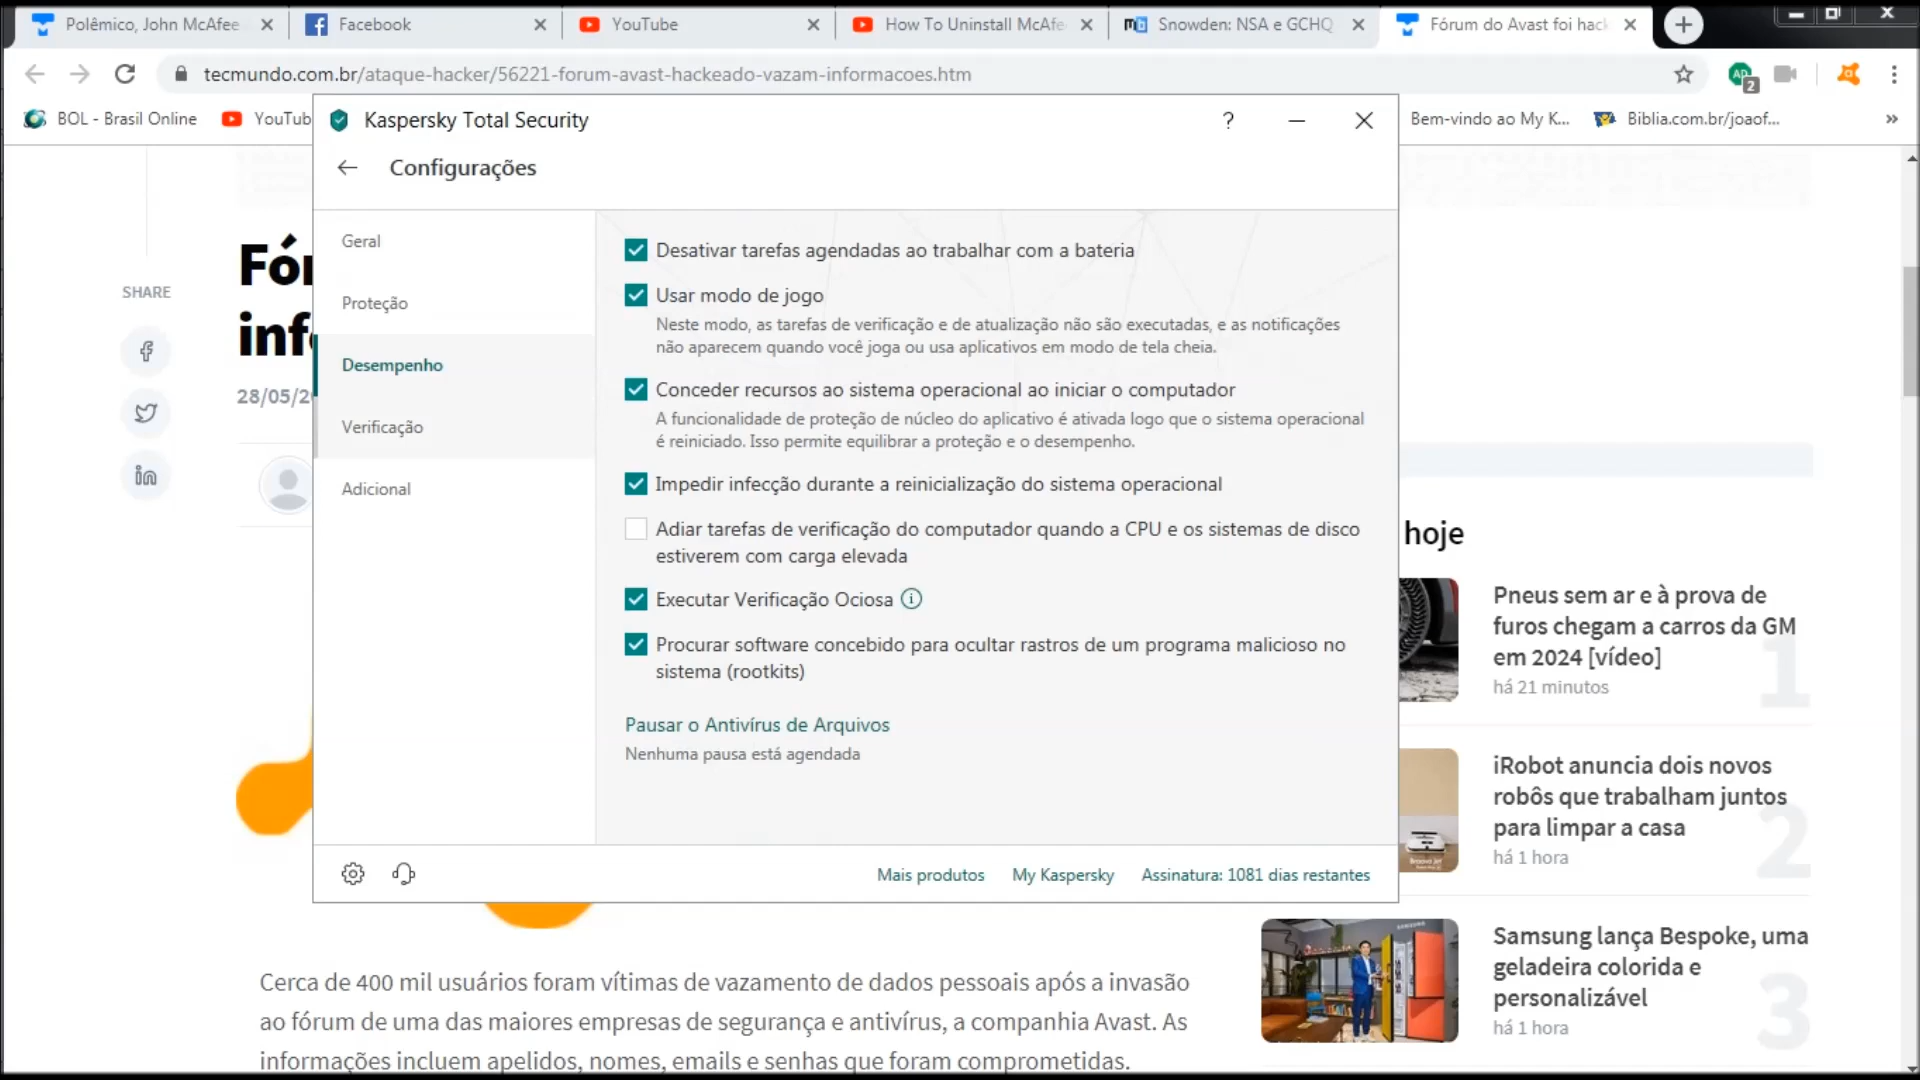 Polêmico, John McAfee
Facebook
YouTube
How To Uninstall McAfe
Snowden: NSA e GCHQ
Fórum do Avast foi hack
tecmundo.com.br/ataque-hacker/56221-forum-avast-hackeado-vazam-informacoes.htm
AD
2
BOL - Brasil Online
YouTub
Bem-vindo ao My K...
Biblia.com.br/joaof...
»
Kaspersky Total Security
?
Configurações
Geral
Proteção
Desempenho
Verificação
Adicional
Desativar tarefas agendadas ao trabalhar com a bateria
Usar modo de jogo
Neste modo, as tarefas de verificação e de atualização não são executadas, e as notificações
não aparecem quando você joga ou usa aplicativos em modo de tela cheia.
Conceder recursos ao sistema operacional ao iniciar o computador
A funcionalidade de proteção de núcleo do aplicativo é ativada logo que o sistema operacional
é reiniciado. Isso permite equilibrar a proteção e o desempenho.
Impedir infecção durante a reinicialização do sistema operacional
Adiar tarefas de verificação do computador quando a CPU e os sistemas de disco
estiverem com carga elevada
Executar Verificação Ociosa
Procurar software concebido para ocultar rastros de um programa malicioso no
sistema (rootkits)
Pausar o Antivírus de Arquivos
Nenhuma pausa está agendada
Mais produtos
My Kaspersky
Assinatura: 1081 dias restantes
SHARE
Fór
inf
28/05/2
Cerca de 400 mil usuários foram vítimas de vazamento de dados pessoais após a invasão
ao fórum de uma das maiores empresas de segurança e antivírus, a companhia Avast. As
informações incluem apelidos, nomes, emails e senhas que foram comprometidas.
hoje
Pneus sem ar e à prova de
furos chegam a carros da GM
em 2024 [vídeo]
há 21 minutos
1
iRobot anuncia dois novos
robôs que trabalham juntos
para limpar a casa
há 1 hora
2
Samsung lança Bespoke, uma
geladeira colorida e
personalizável
há 1 hora
3